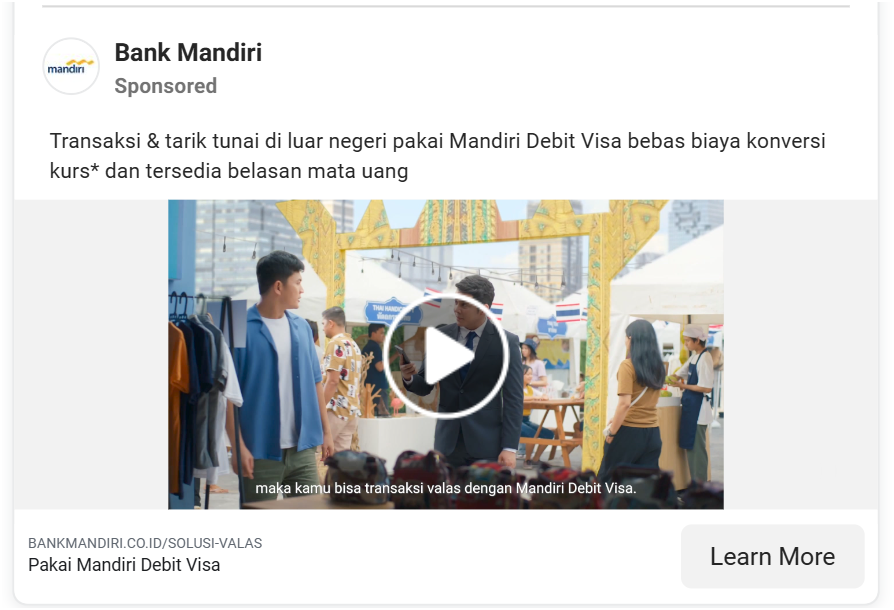 mandiri
Bank Mandiri
Sponsored
Transaksi & tarik tunai di luar negeri pakai Mandiri Debit Visa bebas biaya konversi
kurs* dan tersedia belasan mata uang
THAI HANDIC
maka kamu bisa transaksi valas dengan Mandiri Debit Visa.
BANKMANDIRI.CO.ID/SOLUSI-VALAS
Pakai Mandiri Debit Visa
Learn More